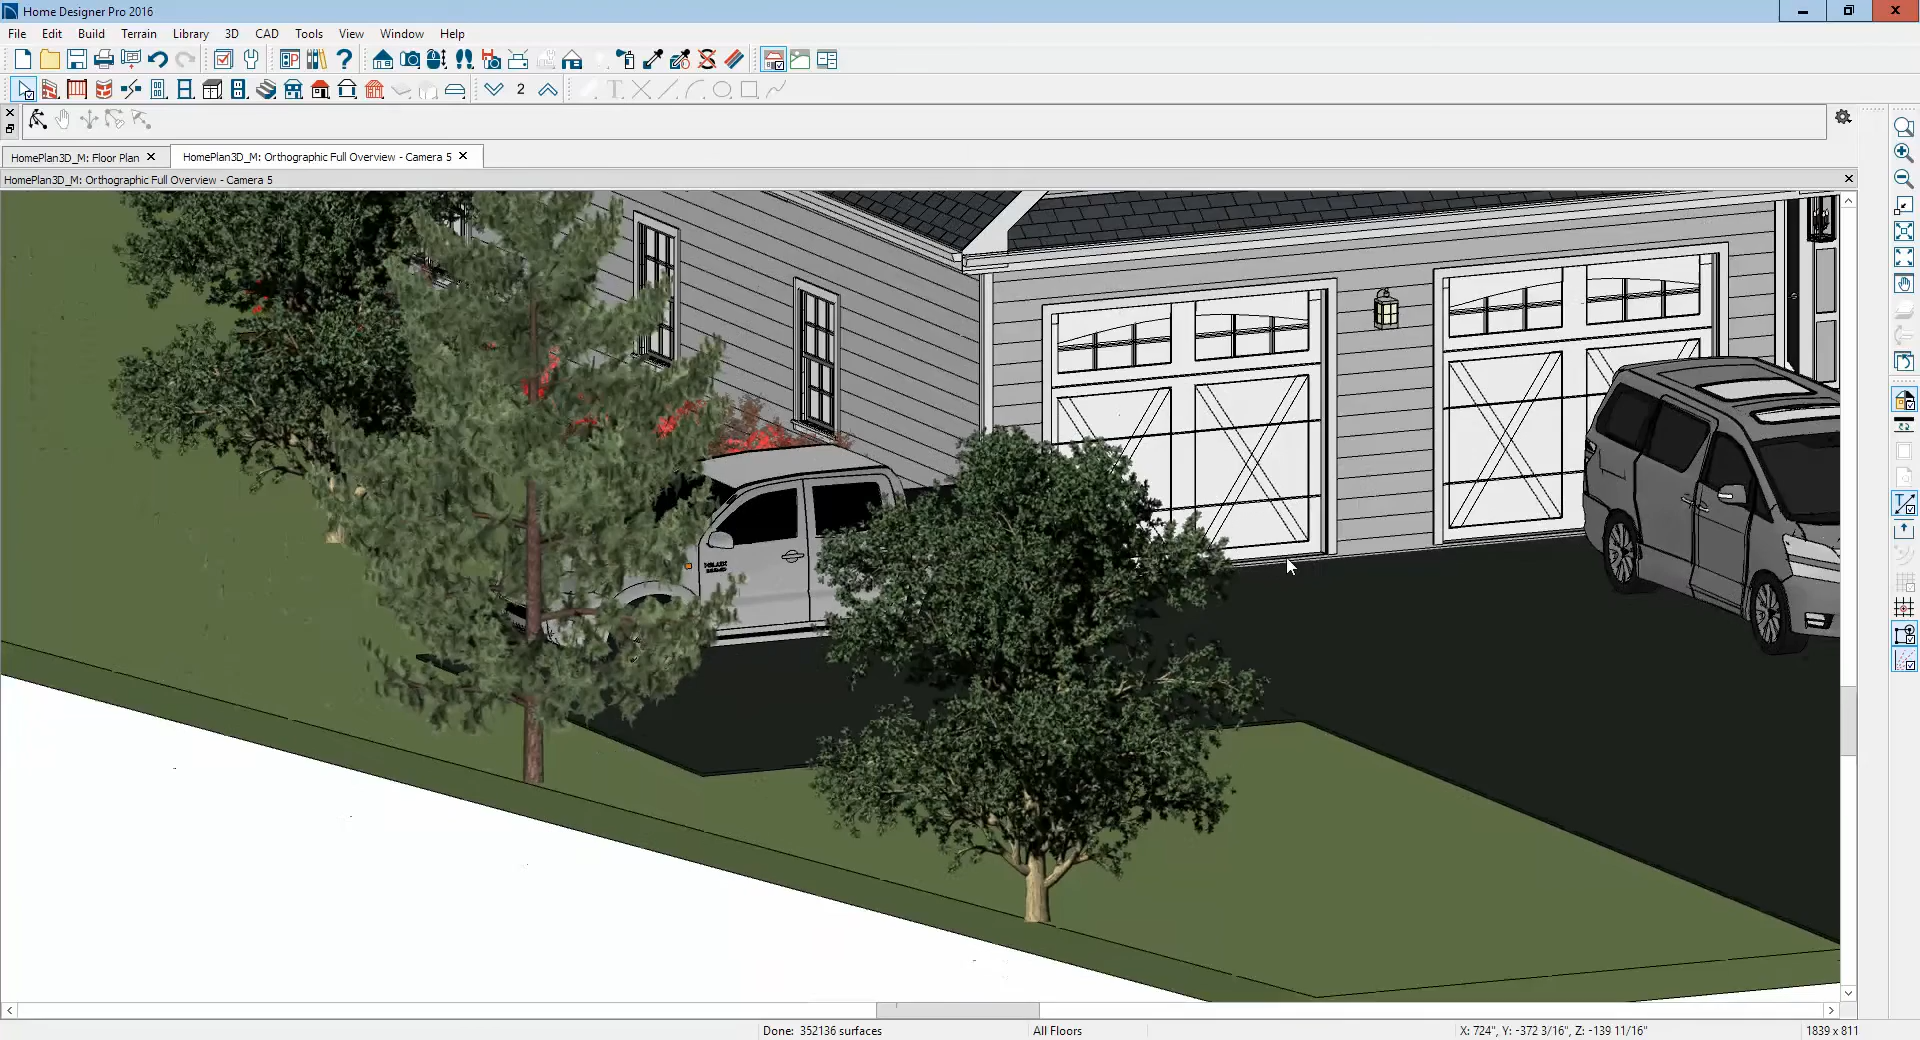 Home Designer Pro 2016
File Edit Build Terrain Library 3D CAD Tools View Window Help
2
HomePlan3D_M: Floor Plan HomePlan3D_M: Orthographic Full Overview - Camera 5
HomePlan3D_M: Orthographic Full Overview - Camera 5
Done: 352136 surfaces All Floors X: 724", Y: -372 3/16", Z: -139 11/16" 1839 x 811